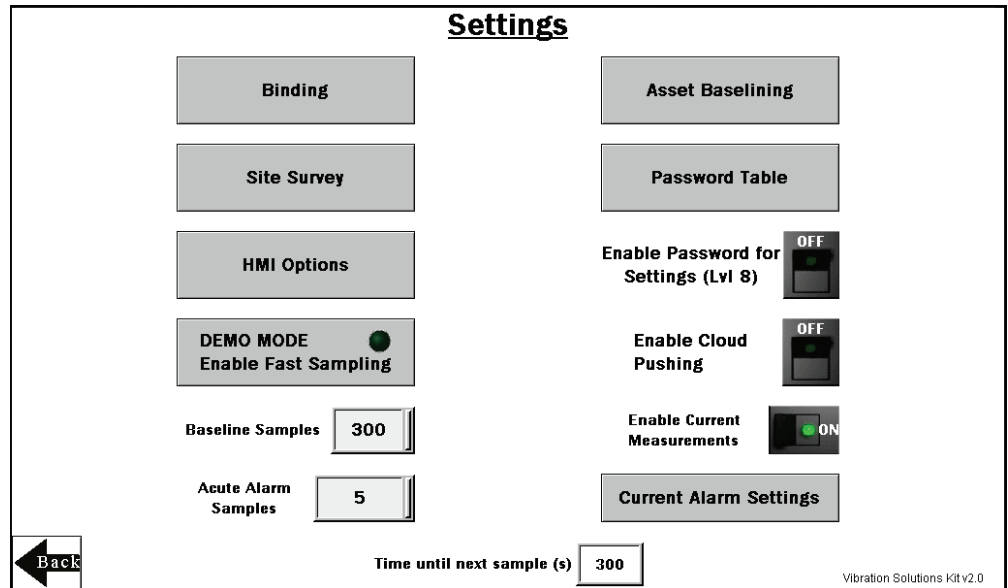 Settings
Binding
Asset Baselining
Site Survey
Password Table
HMI Options
Enable Password for
Settings (Lvl 8)
OFF
DEMO MODE
Enable Fast Sampling
Enable Cloud
Pushing
OFF
Baseline Samples 300
Enable Current
Measurements
ON
Acute Alarm
Samples
5
Current Alarm Settings
Back
Time until next sample (s) 300
Vibration Solutions Kit v2.0